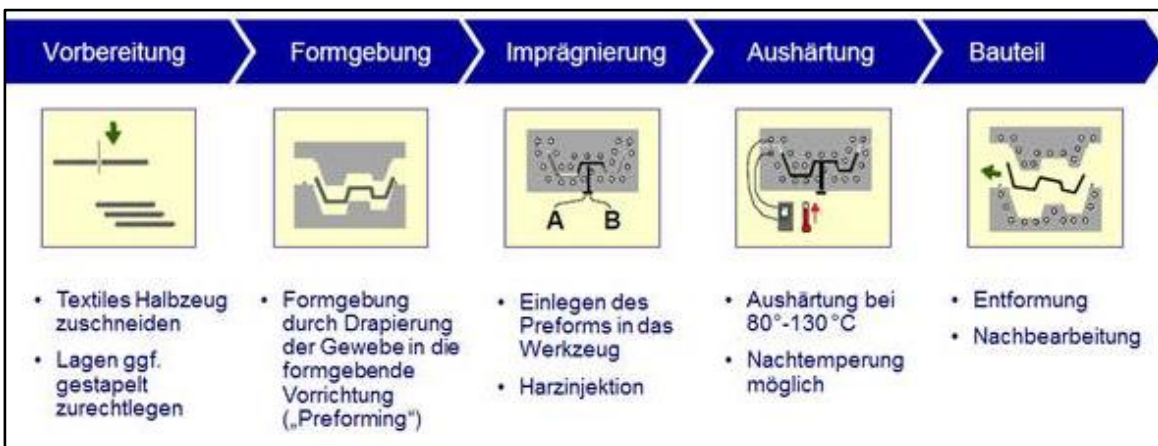 Vorbereitung
Formgebung
Imprägnierung
Aushärtung
Bauteil
A B
• Textiles Halbzeug
zuschneiden
• Lagen ggf.
gestapelt
zurechtlegen
• Formgebung
durch Drapierung
der Gewebe in die
formgebende
Vorrichtung
(„Preforming“)
• Einlegen des
Preforms in das
Werkzeug
• Harzinjektion
• Aushärtung bei
80°-130°C
• Nachtemperung
möglich
• Entformung
• Nachbearbeitung